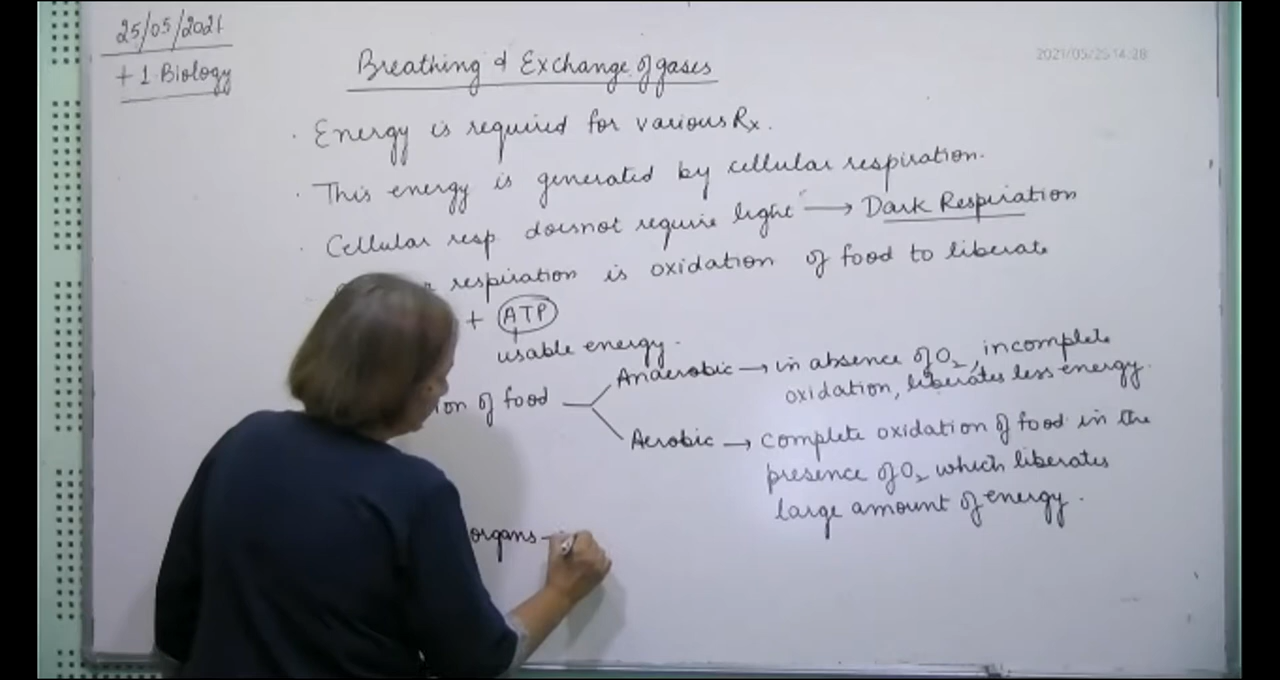 25/05/2021
+1 Biology
2021/05/25 14:28
Breathing & Exchange of gases
· Energy is required for various Rx.
· This energy is generated by cellular respiration.
· Cellular resp doesnot require light → Dark Respiration
respiration is oxidation of food to liberate
+ ATP
usable energy.
of food
Anaerobic → in absence of O2, incomplete
oxidation, liberates less energy.
Aerobic → complete oxidation of food in the
presence of O2 which liberates
large amount of energy.
organs -